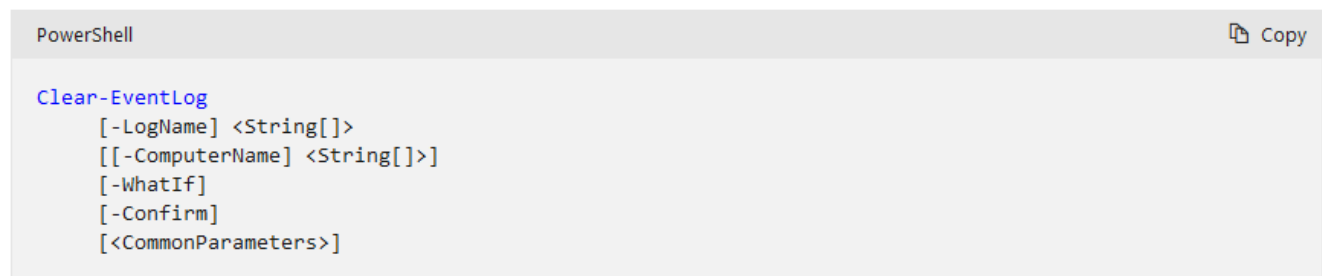 PowerShell
Copy
Clear-EventLog
[-LogName] <String[]>
[[-ComputerName] <String[]>]
[-WhatIf]
[-Confirm]
[<CommonParameters>]